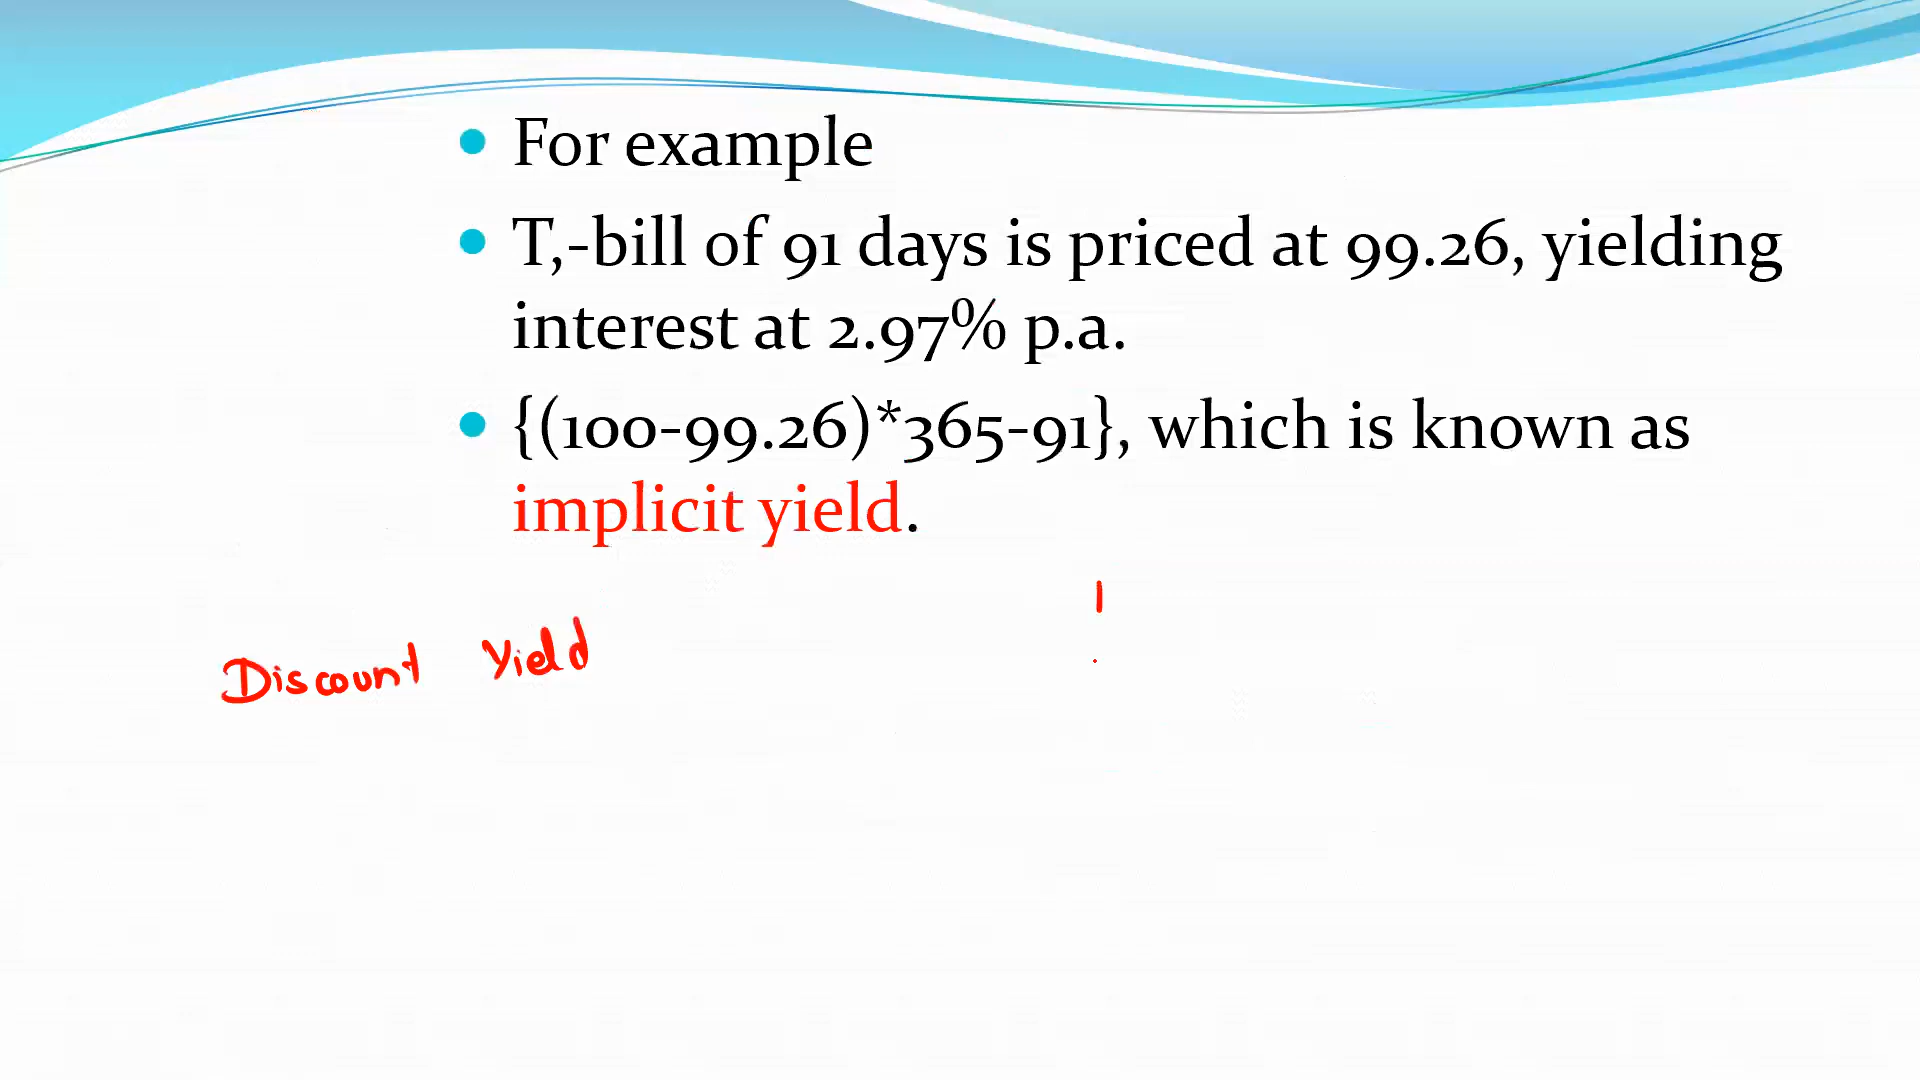 • For example
• T,-bill of 91 days is priced at 99.26, yielding
interest at 2.97% p.a.
• {(100-99.26)*365-91}, which is known as
implicit yield.
1
Discount Yield